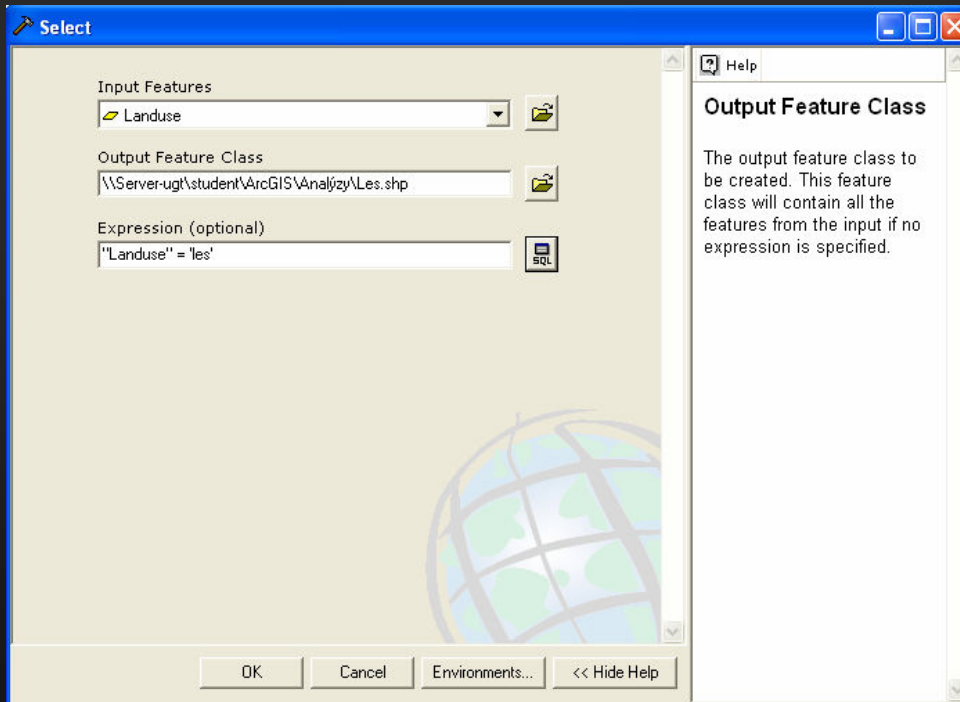 Select
Input Features
Landuse
Output Feature Class
\\Server-ugt\student\ArcGIS\Analýzy\Les.shp
Expression (optional)
"Landuse" = 'les'
SQL
OK
Cancel
Environments...
<< Hide Help
Help
Output Feature Class
The output feature class to
be created. This feature
class will contain all the
features from the input if no
expression is specified.